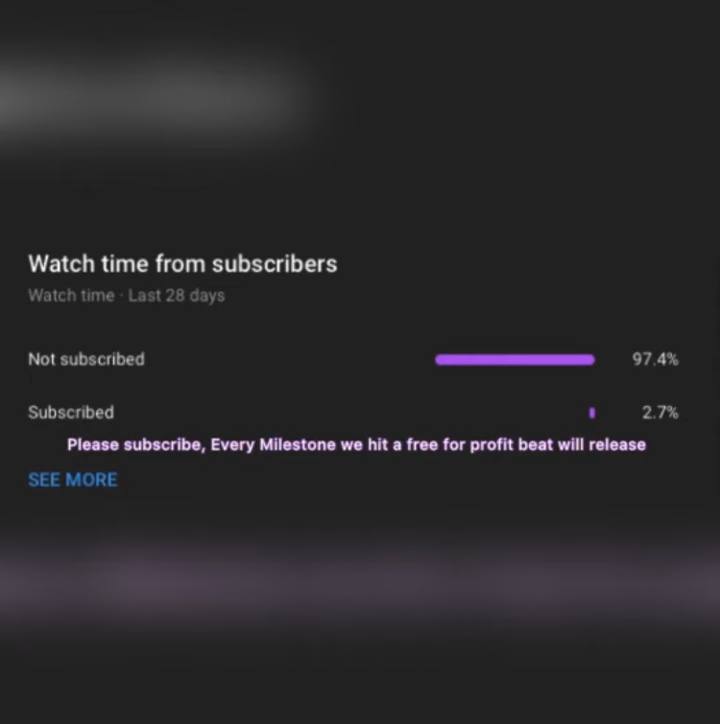 Watch time from subscribers
Watch time · Last 28 days
Not subscribed 97.4%
Subscribed 2.7%
Please subscribe, Every Milestone we hit a free for profit beat will release
SEE MORE